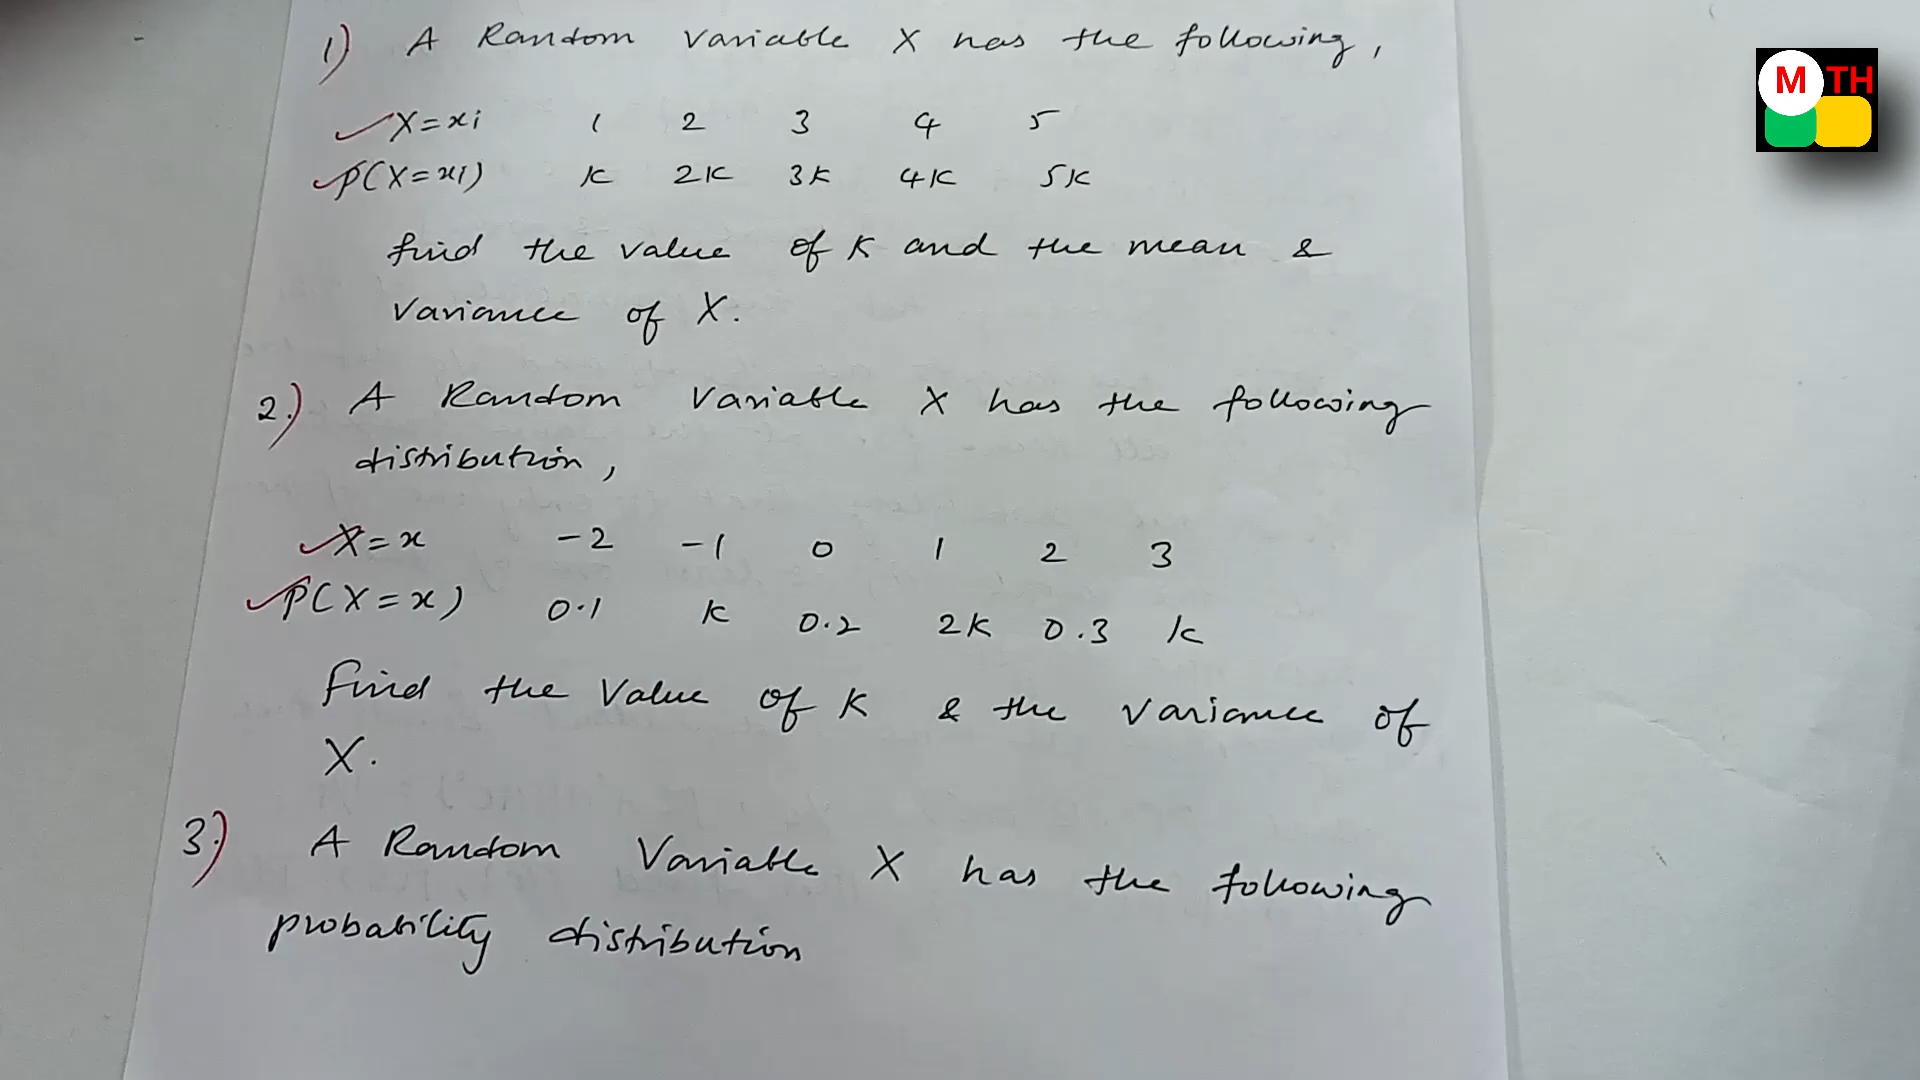 1) A Random Variable X has the following,
X=xi 1 2 3 4 5
P(X=xi) K 2K 3K 4K 5K
find the value of K and the mean &
Variance of X.
2.) A Random Variable X has the following
distribution,
X=x -2 -1 0 1 2 3
P(X=x) 0.1 K 0.2 2K 0.3 K
Find the Value of K & the Variance of
X.
3.) A Random Variable X has the following
probability distribution
M TH